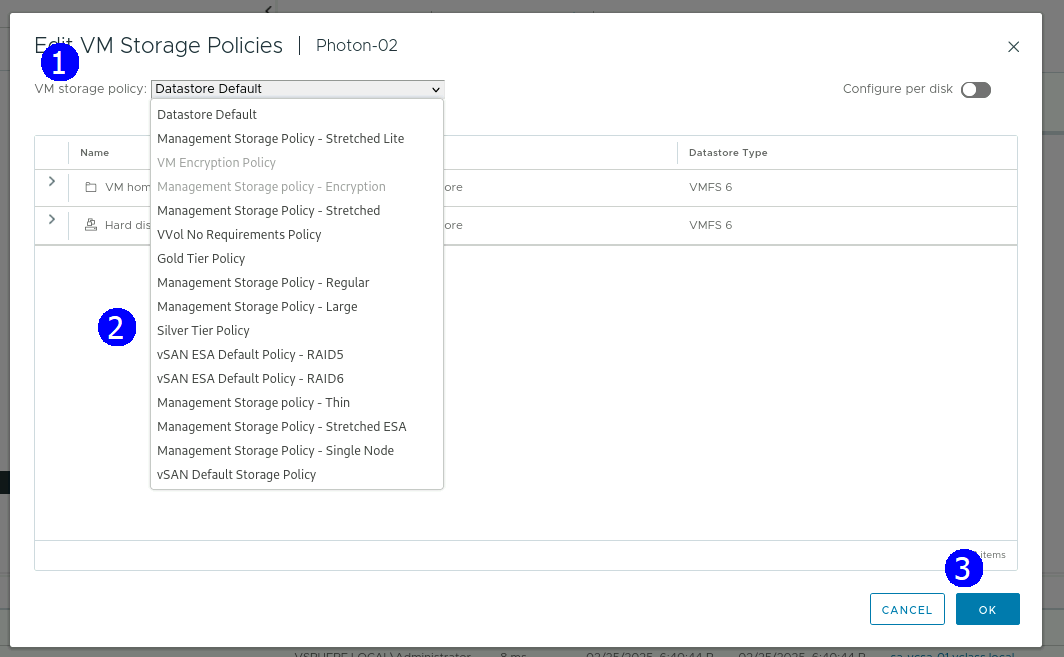 Edit VM Storage Policies | Photon-02
1
VM storage policy: Datastore Default
Configure per disk
Datastore Default
Management Storage Policy - Stretched Lite
VM Encryption Policy
Management Storage policy - Encryption
Management Storage Policy - Stretched
VVol No Requirements Policy
Gold Tier Policy
Management Storage Policy - Regular
Management Storage Policy - Large
Silver Tier Policy
vSAN ESA Default Policy - RAID5
vSAN ESA Default Policy - RAID6
Management Storage policy - Thin
Management Storage Policy - Stretched ESA
Management Storage Policy - Single Node
vSAN Default Storage Policy
Name
Datastore Type
VM hom
ore
VMFS 6
Hard dis
ore
VMFS 6
2
items
3
CANCEL
OK